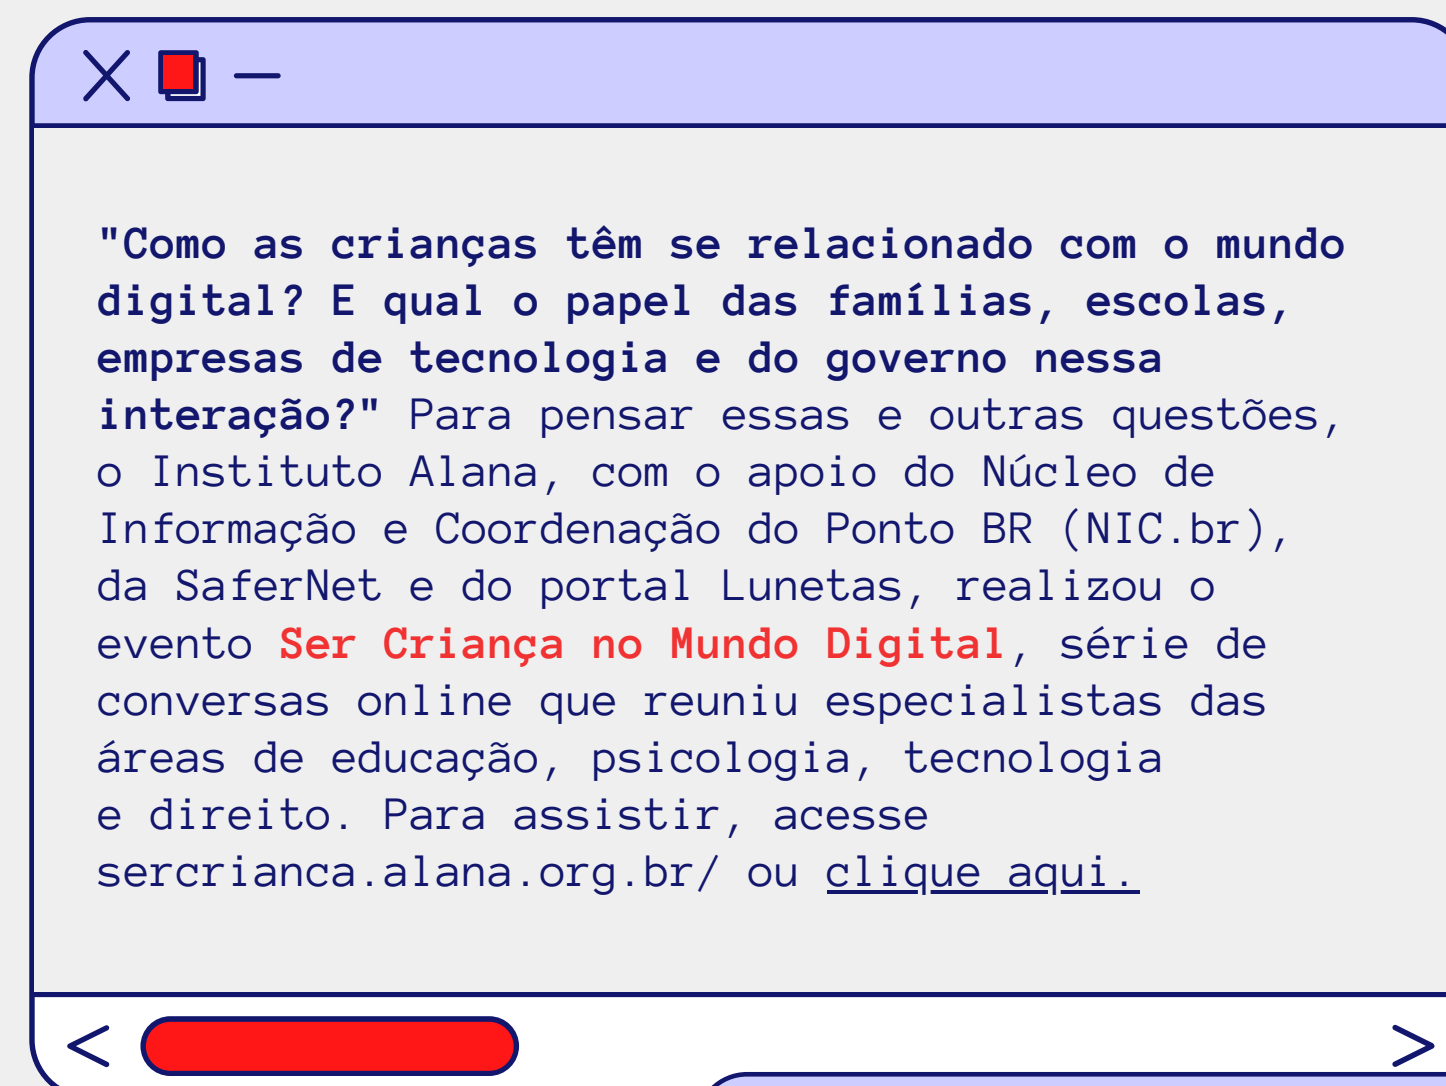 "Como as crianças têm se relacionado com o mundo
digital? E qual o papel das famílias, escolas,
empresas de tecnologia e do governo nessa
interação?" Para pensar essas e outras questões,
o Instituto Alana, com o apoio do Núcleo de
Informação e Coordenação do Ponto BR (NIC.br),
da SaferNet e do portal Lunetas, realizou o
evento Ser Criança no Mundo Digital, série de
conversas online que reuniu especialistas das
áreas de educação, psicologia, tecnologia
e direito. Para assistir, acesse
sercrianca.alana.org.br/ ou clique aqui.